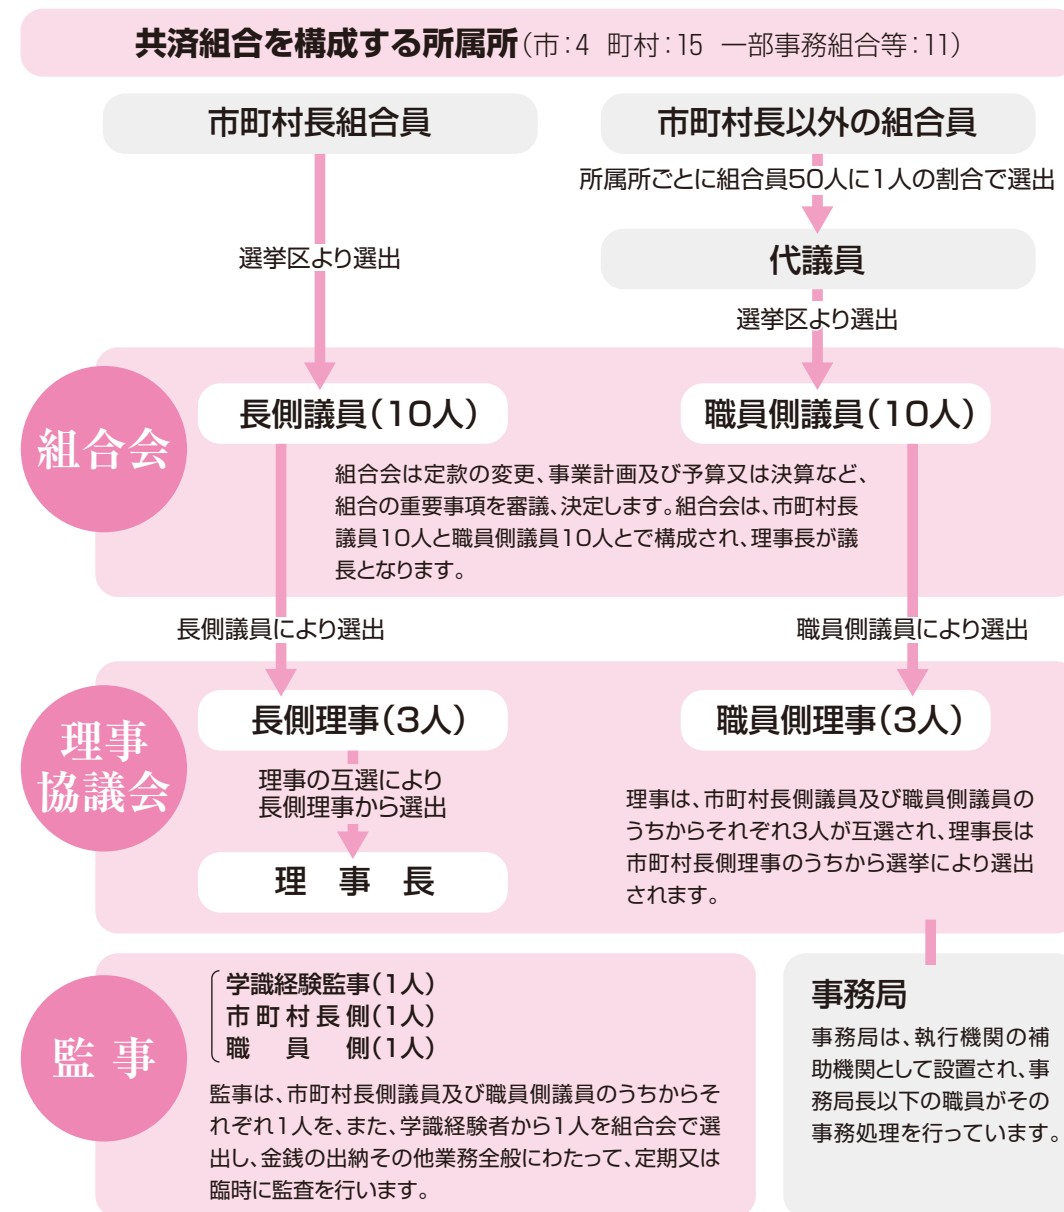 共済組合を構成する所属所(市:4 町村:15 一部事務組合等:11)
市町村長組合員
市町村長以外の組合員
所属所ごとに組合員50人に1人の割合で選出
選挙区より選出
代議員
選挙区より選出
組合会
長側議員(10人)
職員側議員(10人)
組合会は定款の変更、事業計画及び予算又は決算など、
組合の重要事項を審議、決定します。組合会は、市町村長
議員10人と職員側議員10人とで構成され、理事長が議
長となります。
長側議員により選出
職員側議員により選出
理事
協議会
長側理事(3人)
職員側理事(3人)
理事の互選により
長側理事から選出
理 事 長
理事は、市町村長側議員及び職員側議員の
うちからそれぞれ3人が互選され、理事長は
市町村長側理事のうちから選挙により選出
されます。
監 事
学識経験監事(1人)
市町村長側(1人)
職 員 側(1人)
監事は、市町村長側議員及び職員側議員のうちからそ
れぞれ1人を、また、学識経験者から1人を組合会で選
出し、金銭の出納その他業務全般にわたって、定期又は
臨時に監査を行います。
事務局
事務局は、執行機関の補
助機関として設置され、事
務局長以下の職員がその
事務処理を行っています。